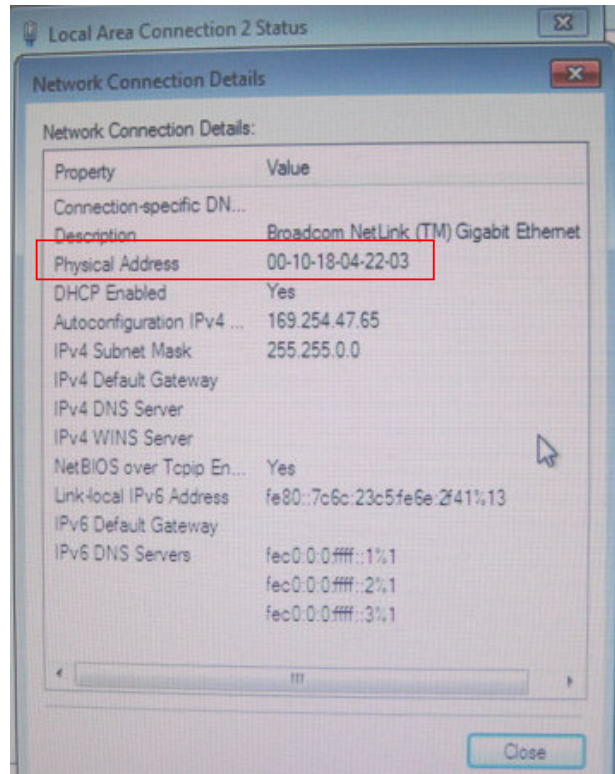 Local Area Connection 2 Status
Network Connection Details
Network Connection Details:
Property Value
Connection-specific DN...
Description Broadcom NetLink (TM) Gigabit Ethernet
Physical Address 00-10-18-04-22-03
DHCP Enabled Yes
Autoconfiguration IPv4 ... 169.254.47.65
IPv4 Subnet Mask 255.255.0.0
IPv4 Default Gateway
IPv4 DNS Server
IPv4 WINS Server
NetBIOS over Tcpip En... Yes
Link-local IPv6 Address fe80::7c6c:23c5:fe6e:2f41%13
IPv6 Default Gateway
IPv6 DNS Servers fec0:0:0:ffff::1%1
fec0:0:0:ffff::2%1
fec0:0:0:ffff::3%1
Close